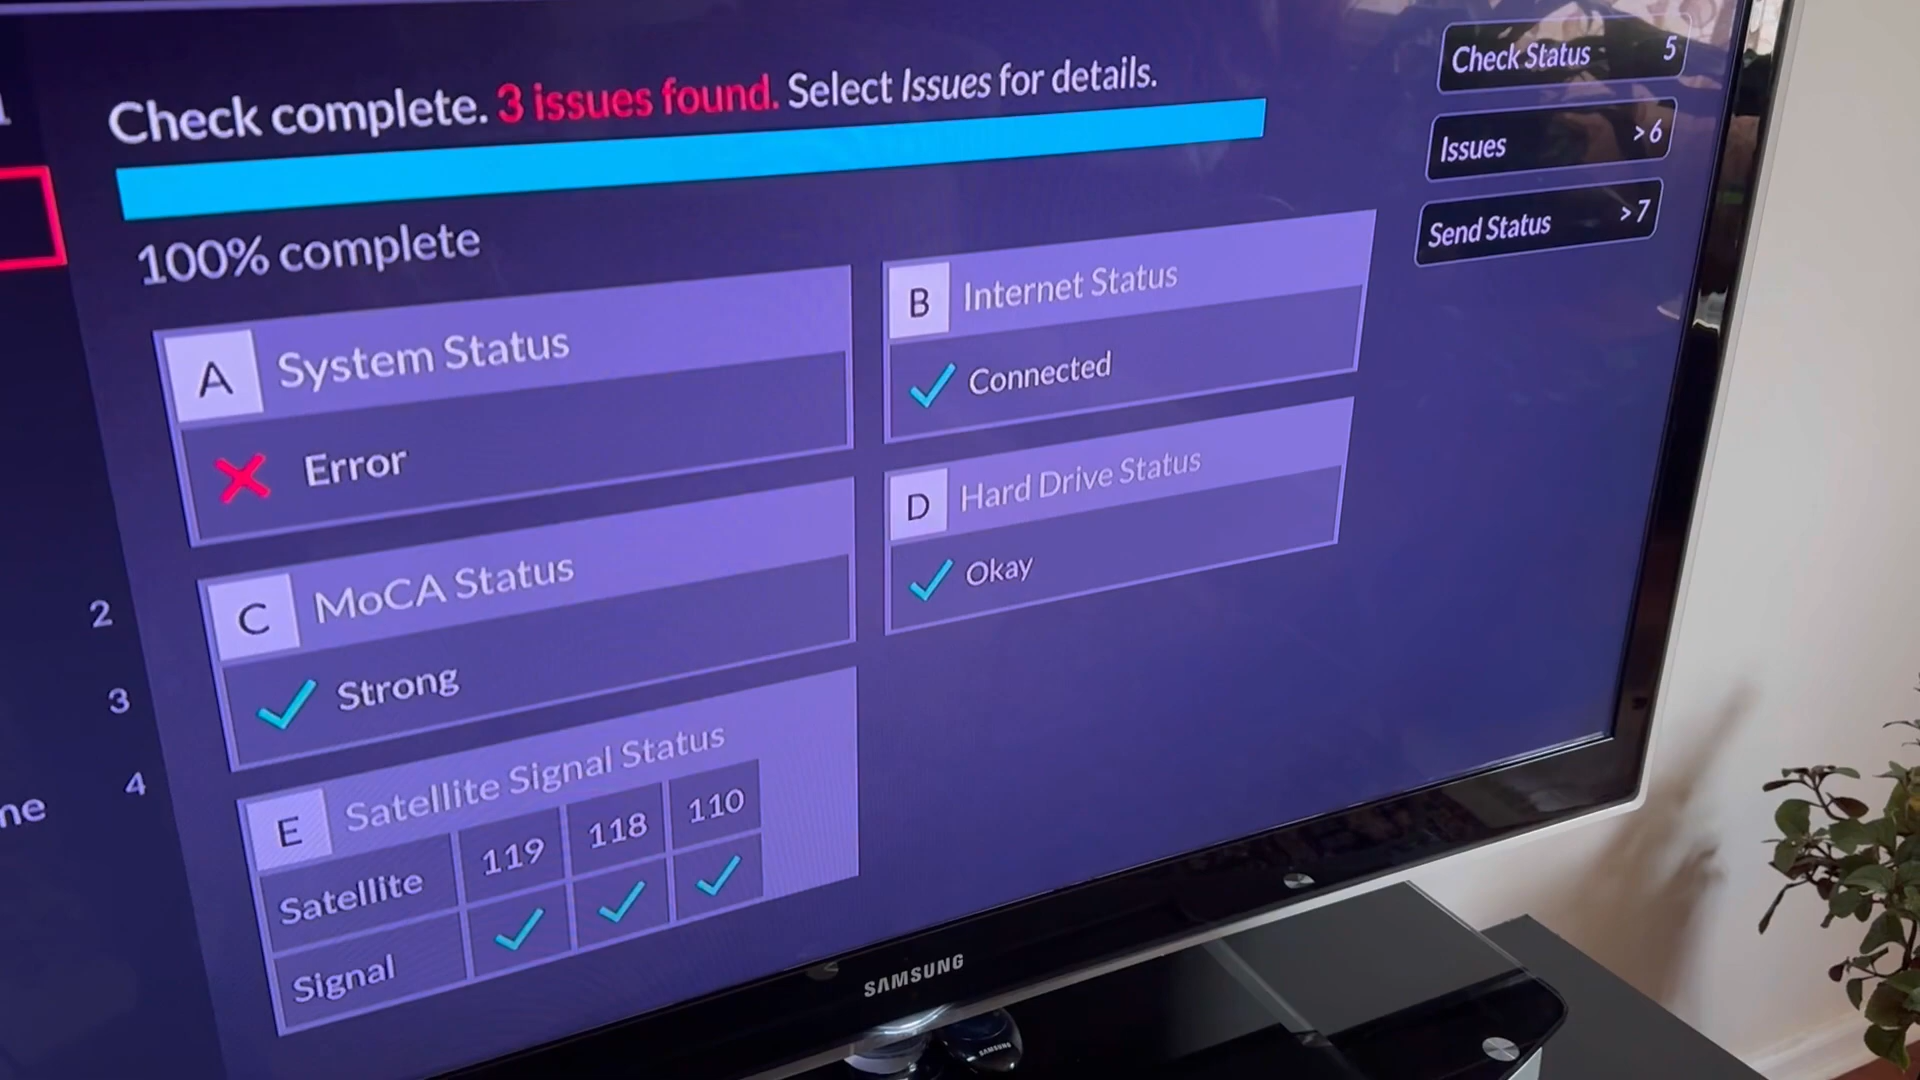 Check complete. 3 issues found. Select Issues for details.
100% complete
Check Status 5
Issues >6
Send Status >7
A System Status
Error
B Internet Status
Connected
C MoCA Status
Strong
D Hard Drive Status
Okay
E Satellite Signal Status
Satellite 119 118 110
Signal
2
3
4
SAMSUNG
SAMSUNG